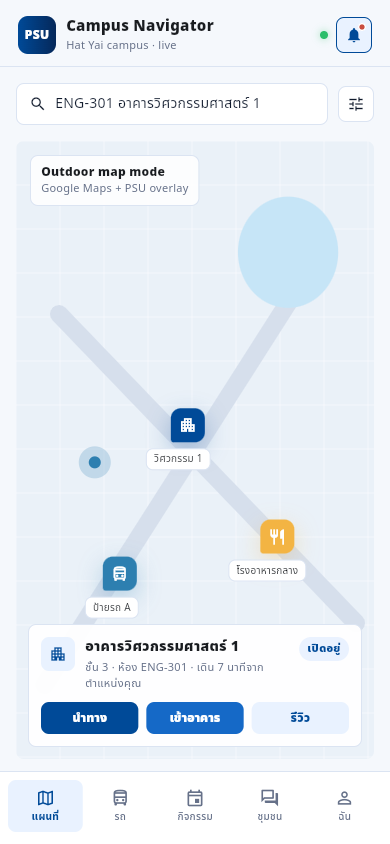 PSU
Campus Navigator
Hat Yai campus · live
ENG-301 อาคารวิศวกรรมศาสตร์ 1
Outdoor map mode
Google Maps + PSU overlay
วิศวกรรม 1
โรงอาหารกลาง
ป้ายรถ A
อาคารวิศวกรรมศาสตร์ 1
เปิดอยู่
ชั้น 3 · ห้อง ENG-301 · เดิน 7 นาทีจาก
ตำแหน่งคุณ
นำทาง
เข้าอาคาร
รีวิว
แผนที่
รถ
กิจกรรม
ชุมชน
ฉัน